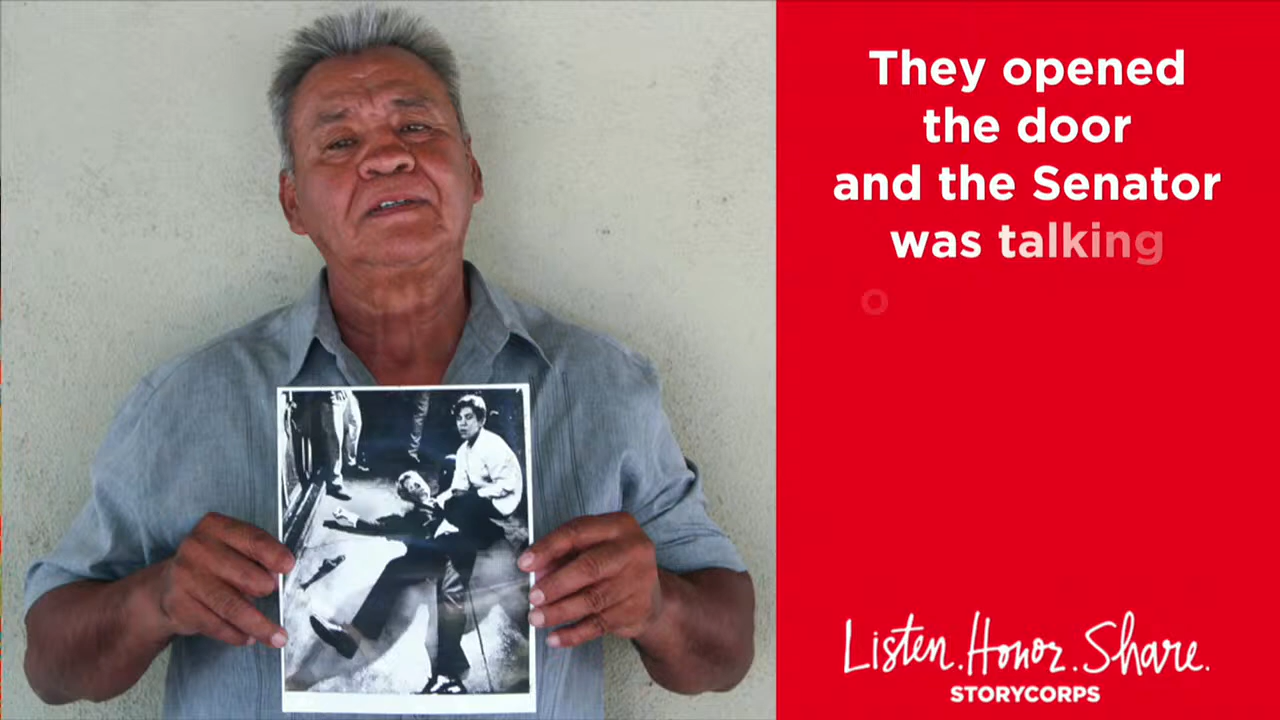 They opened
the door
and the Senator
was talking
o
Listen. Honor. Share.
STORYCORPS